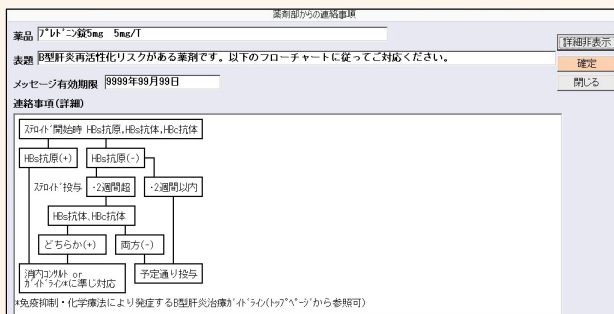 薬剤部からの連絡事項
薬品 ﾌﾟﾚﾄﾞﾆﾝ錠5mg 5mg/T
詳細非表示
表題 B型肝炎再活性化リスクがある薬剤です。以下のフローチャートに従ってご対応ください。
確定
メッセージ有効期限 9999年99月99日
閉じる
連絡事項(詳細)
ｽﾃﾛｲﾄﾞ開始時 HBs抗原,HBs抗体,HBc抗体
HBs抗原(+) HBs抗原(-)
ｽﾃﾛｲﾄﾞ投与 -2週間超 -2週間以内
HBs抗体、HBc抗体
どちらか(+) 両方(-)
消内ｺﾝｻﾙﾄ or
ｶﾞｲﾄﾞﾗｲﾝ*に準じ対応
予定通り投与
*免疫抑制・化学療法により発症するB型肝炎治療ｶﾞｲﾄﾞﾗｲﾝ(ﾄｯﾌﾟﾍﾟｰｼﾞから参照可)